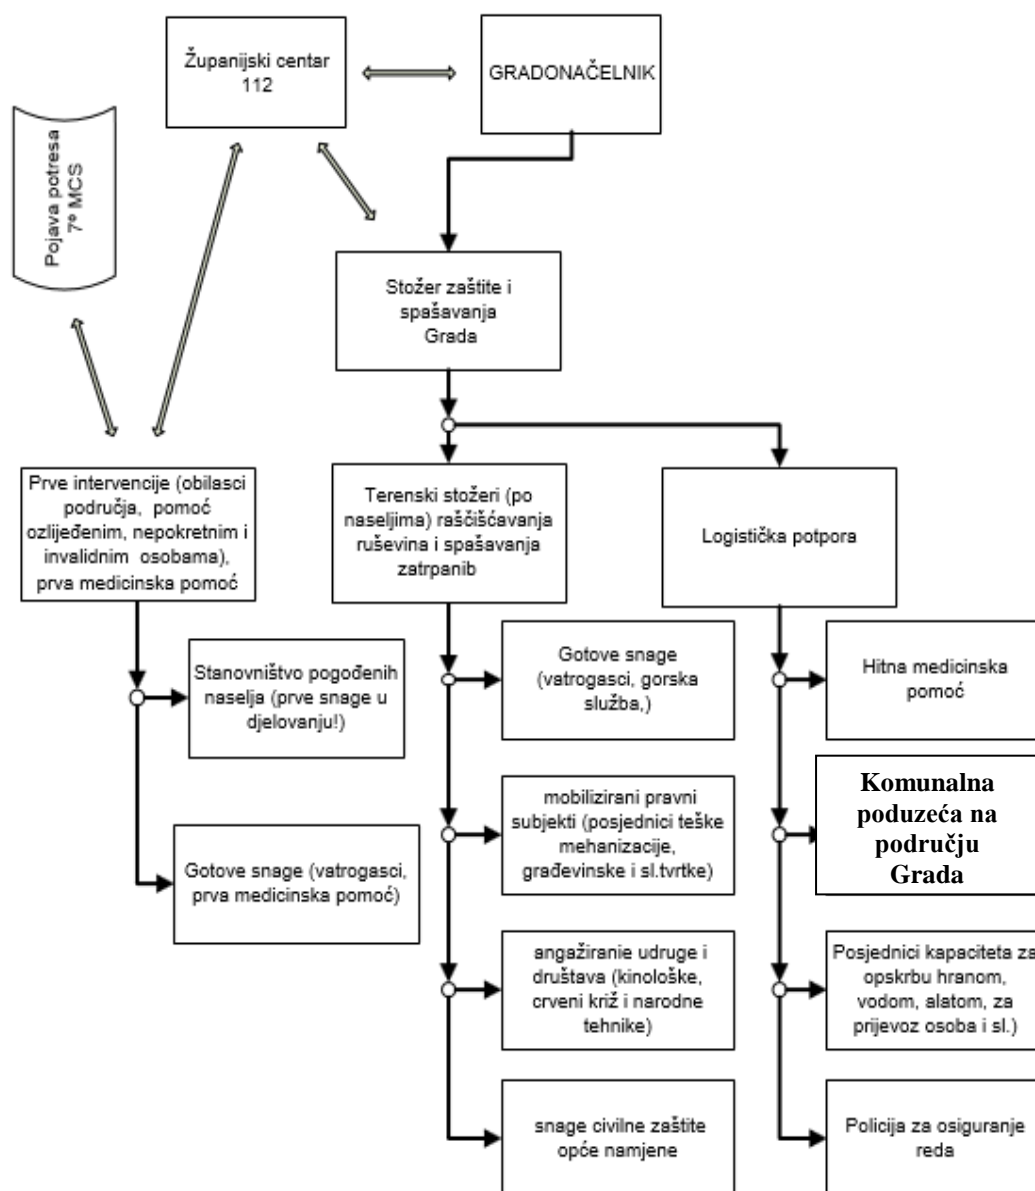 Županijski centar
112
GRADONAČELNIK
Pojava potresa
7º MCS
Stožer zaštite i
spašavanja
Grada
Prve intervencije (obilasci
područja, pomoć
ozlijeđenim, nepokretnim i
invalidnim osobama),
prva medicinska pomoć
Terenski stožeri (po
naseljima) raščišćavanja
ruševina i spašavanja
zatrpanib
Logistička potpora
Stanovništvo pogođenih
naselja (prve snage u
djelovanju!)
Gotove snage (vatrogasci,
prva medicinska pomoć)
Gotove snage
(vatrogasci, gorska
služba,)
mobilizirani pravni
subjekti (posjednici teške
mehanizacije,
građevinske i sl.tvrtke)
angažiranie udruge i
društava (kinološke,
crveni križ i narodne
tehnike)
snage civilne zaštite
opće namjene
Hitna medicinska
pomoć
Komunalna
poduzeća na
području
Grada
Posjednici kapaciteta za
opskrbu hranom,
vodom, alatom, za
prijevoz osoba i sl.)
Policija za osiguranje
reda